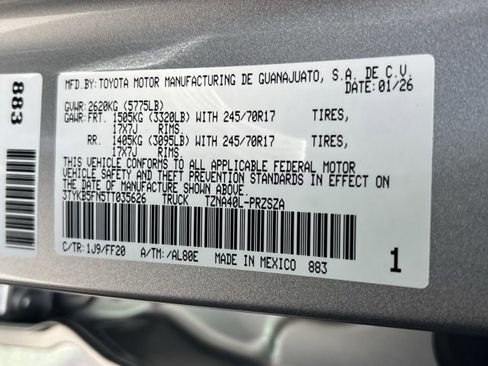 883
MFD.BY:TOYOTA MOTOR MANUFACTURING DE GUANAJUATO, S.A. DE C.V.
DATE:01/26
GVWR:2620KG (5775LB)
GAWR:FRT. 1505KG (3320LB) WITH 245/70R17 TIRES,
17X7J RIMS.
RR. 1405KG (3095LB) WITH 245/70R17 TIRES,
17X7J RIMS.
THIS VEHICLE CONFORMS TO ALL APPLICABLE FEDERAL MOTOR
VEHICLE SAFETY AND THEFT PREVENTION STANDARDS IN EFFECT ON
THE DATE OF MANUFACTURE SHOWN ABOVE.
3TYKB5FN5TT035626 TRUCK TZNA40L-PRZSZA
C/TR:1J9/FF20 A/TM:/AL80E MADE IN MEXICO 883 1